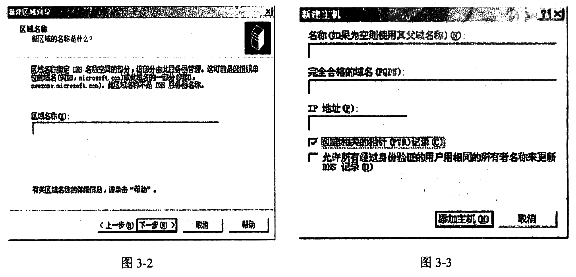 新建区域向导
区域名称
新区域的名称是什么?
区域名称指定 DNS 名称空间的部分，该部分由此服务器管理。这可能是您组织单
位的域名(例如，microsoft.com)或此域名的一部分(例如，
newzone.microsoft.com)。此区域名称不是 DNS 服务器名称。
区域名称(Z):
有关区域名称的详细信息，请单击“帮助”。
<上一步(B)
下一步(N)>
取消
帮助
图 3-2
新建主机
名称(如果为空则使用其父域名称)(N):
完全合格的域名(FQDN):
IP 地址(P):
创建相关的指针(PTR)记录(C)
允许所有经过身份验证的用户用相同的所有者名称来更新
DNS 记录(O)
添加主机(H)
取消
图 3-3